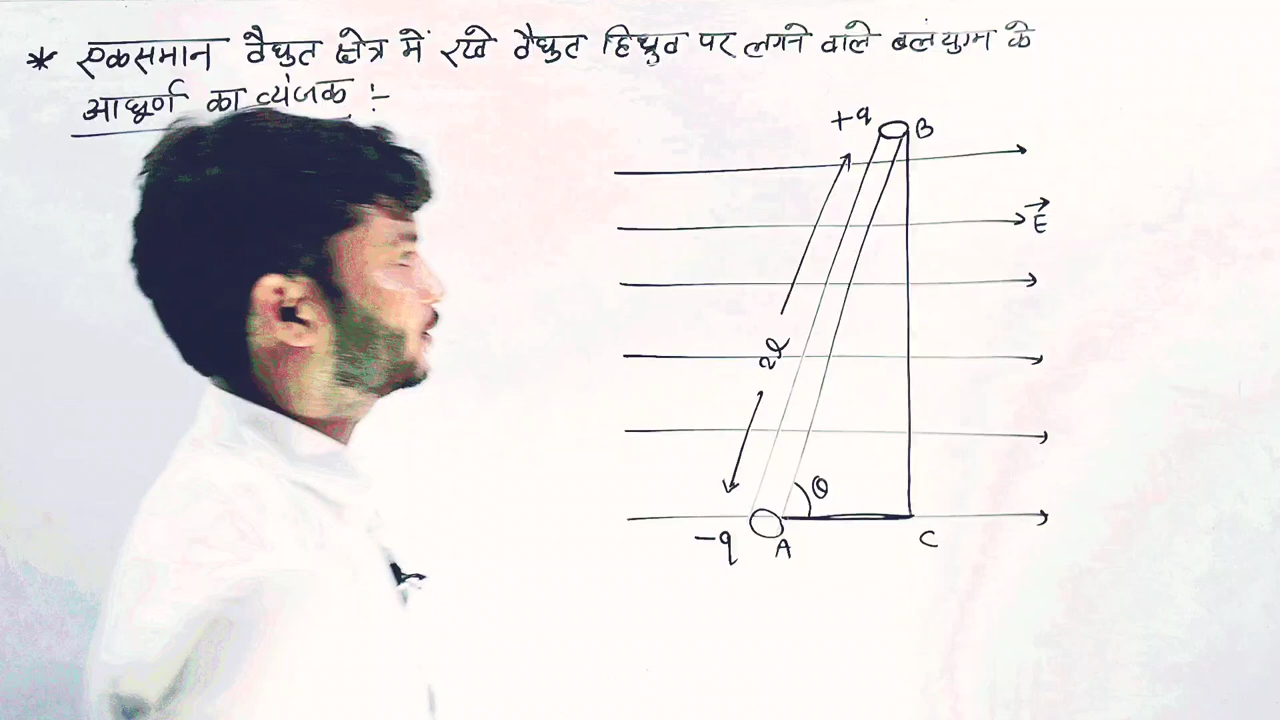 * एकसमान वैधुत क्षेत्र में रखे वैधुत द्विध्रुव पर लगने वाले बलयुग्म के
आघूर्ण का व्यंजक :-
+q B
E
2l
θ
-q A C